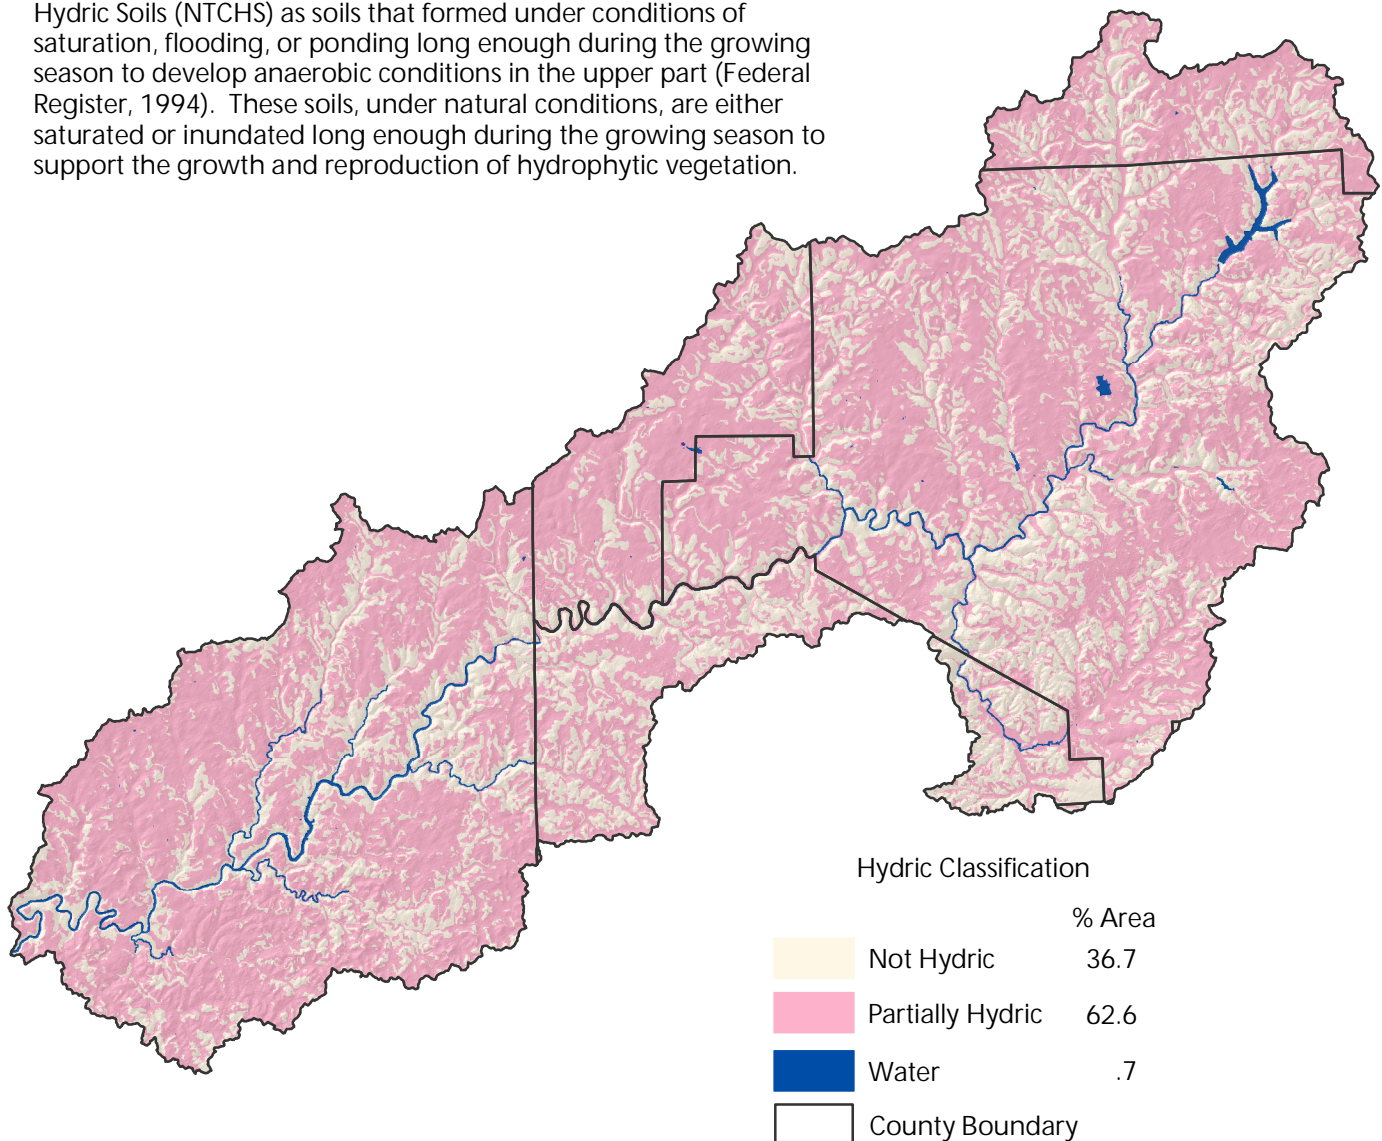 Hydric Soils (NTCHS) as soils that formed under conditions of
saturation, flooding, or ponding long enough during the growing
season to develop anaerobic conditions in the upper part (Federal
Register, 1994).  These soils, under natural conditions, are either
saturated or inundated long enough during the growing season to
support the growth and reproduction of hydrophytic vegetation.
Hydric Classification
% Area
Not Hydric 36.7
Partially Hydric 62.6
Water .7
County Boundary